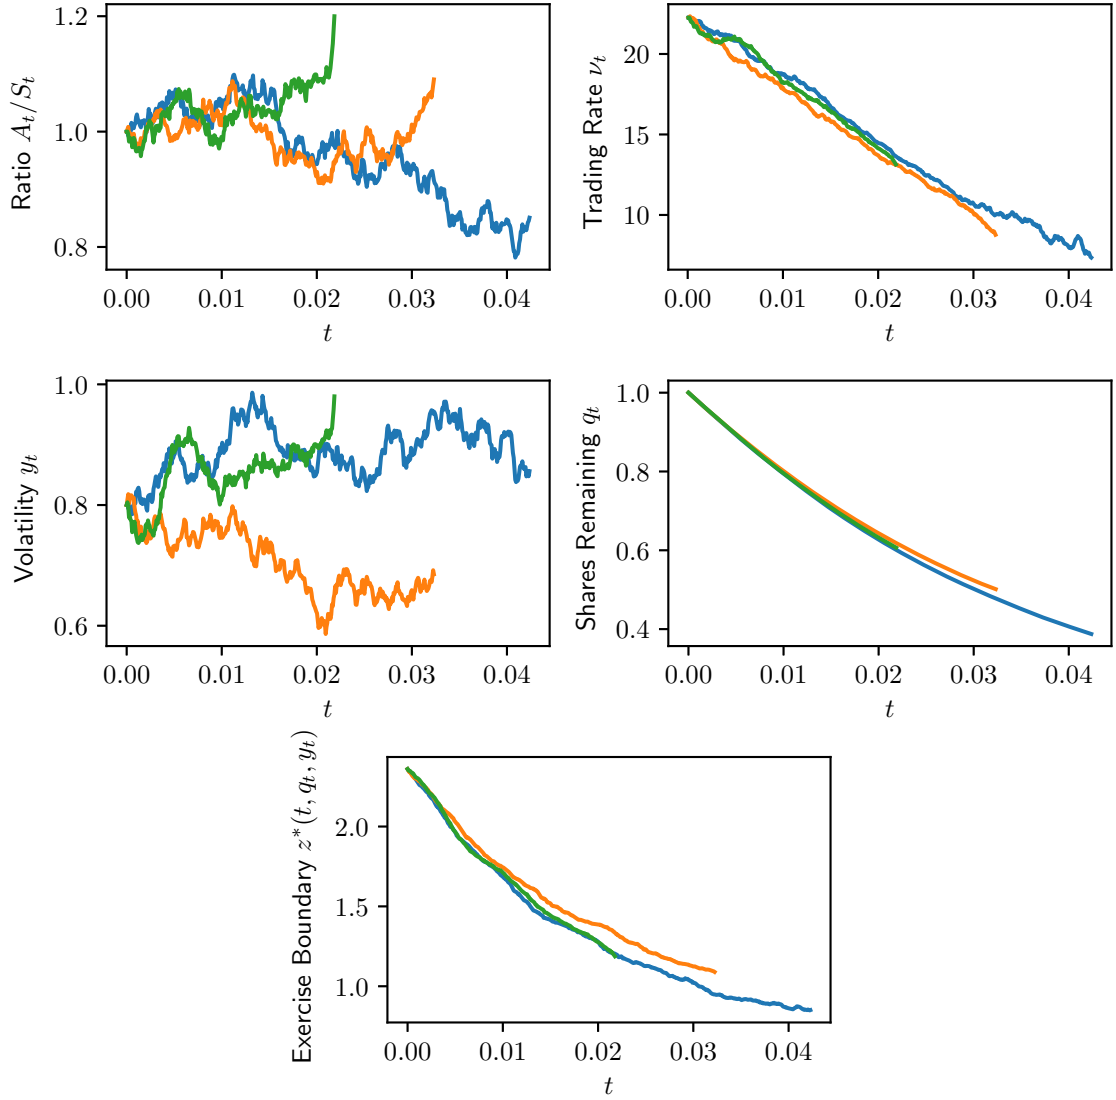 Ratio A_t/S_t
1.2
1.0
0.8
0.00 0.01 0.02 0.03 0.04
t
Trading Rate ν_t
20
15
10
0.00 0.01 0.02 0.03 0.04
t
Volatility y_t
1.0
0.8
0.6
0.00 0.01 0.02 0.03 0.04
t
Shares Remaining q_t
1.0
0.8
0.6
0.4
0.00 0.01 0.02 0.03 0.04
t
Exercise Boundary z*(t, q_t, y_t)
2.0
1.5
1.0
0.00 0.01 0.02 0.03 0.04
t